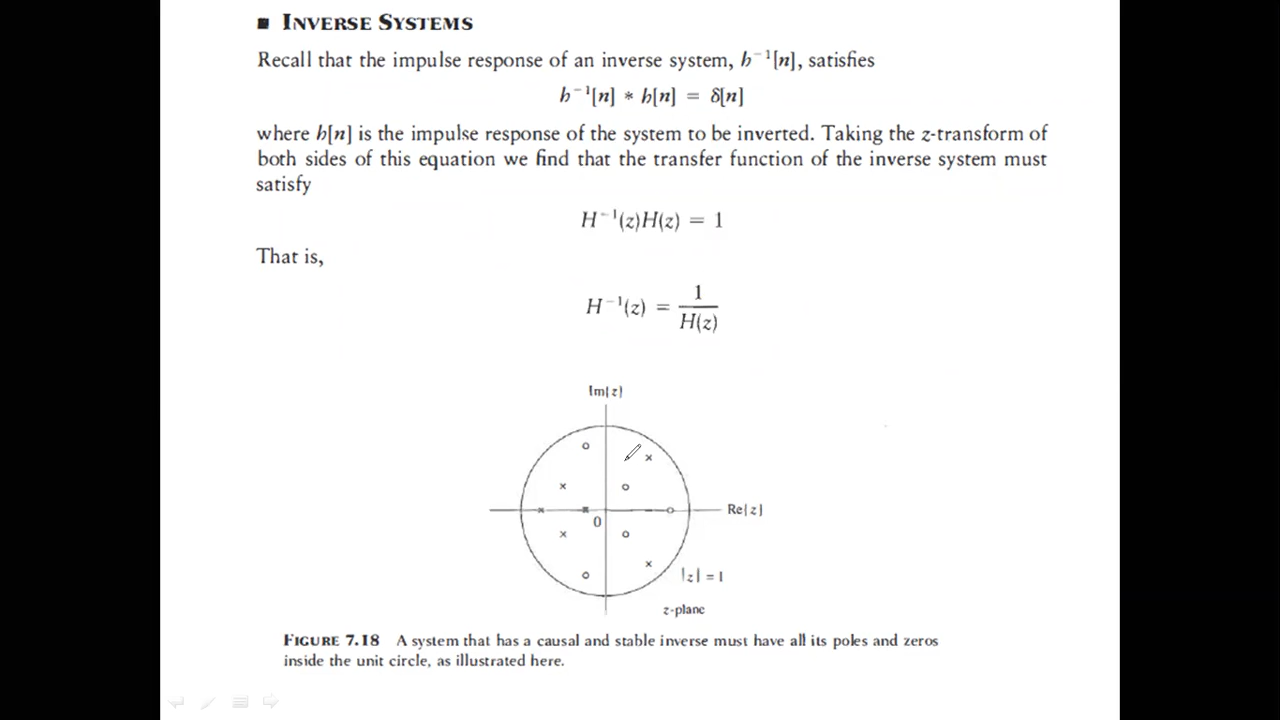 ■ INVERSE SYSTEMS
Recall that the impulse response of an inverse system, h⁻¹[n], satisfies
h⁻¹[n] * h[n] = δ[n]
where h[n] is the impulse response of the system to be inverted. Taking the z-transform of
both sides of this equation we find that the transfer function of the inverse system must
satisfy
H⁻¹(z)H(z) = 1
That is,
H⁻¹(z) = 1/H(z)
Im{z}
0
Re{z}
|z| = 1
z-plane
FIGURE 7.18 A system that has a causal and stable inverse must have all its poles and zeros
inside the unit circle, as illustrated here.